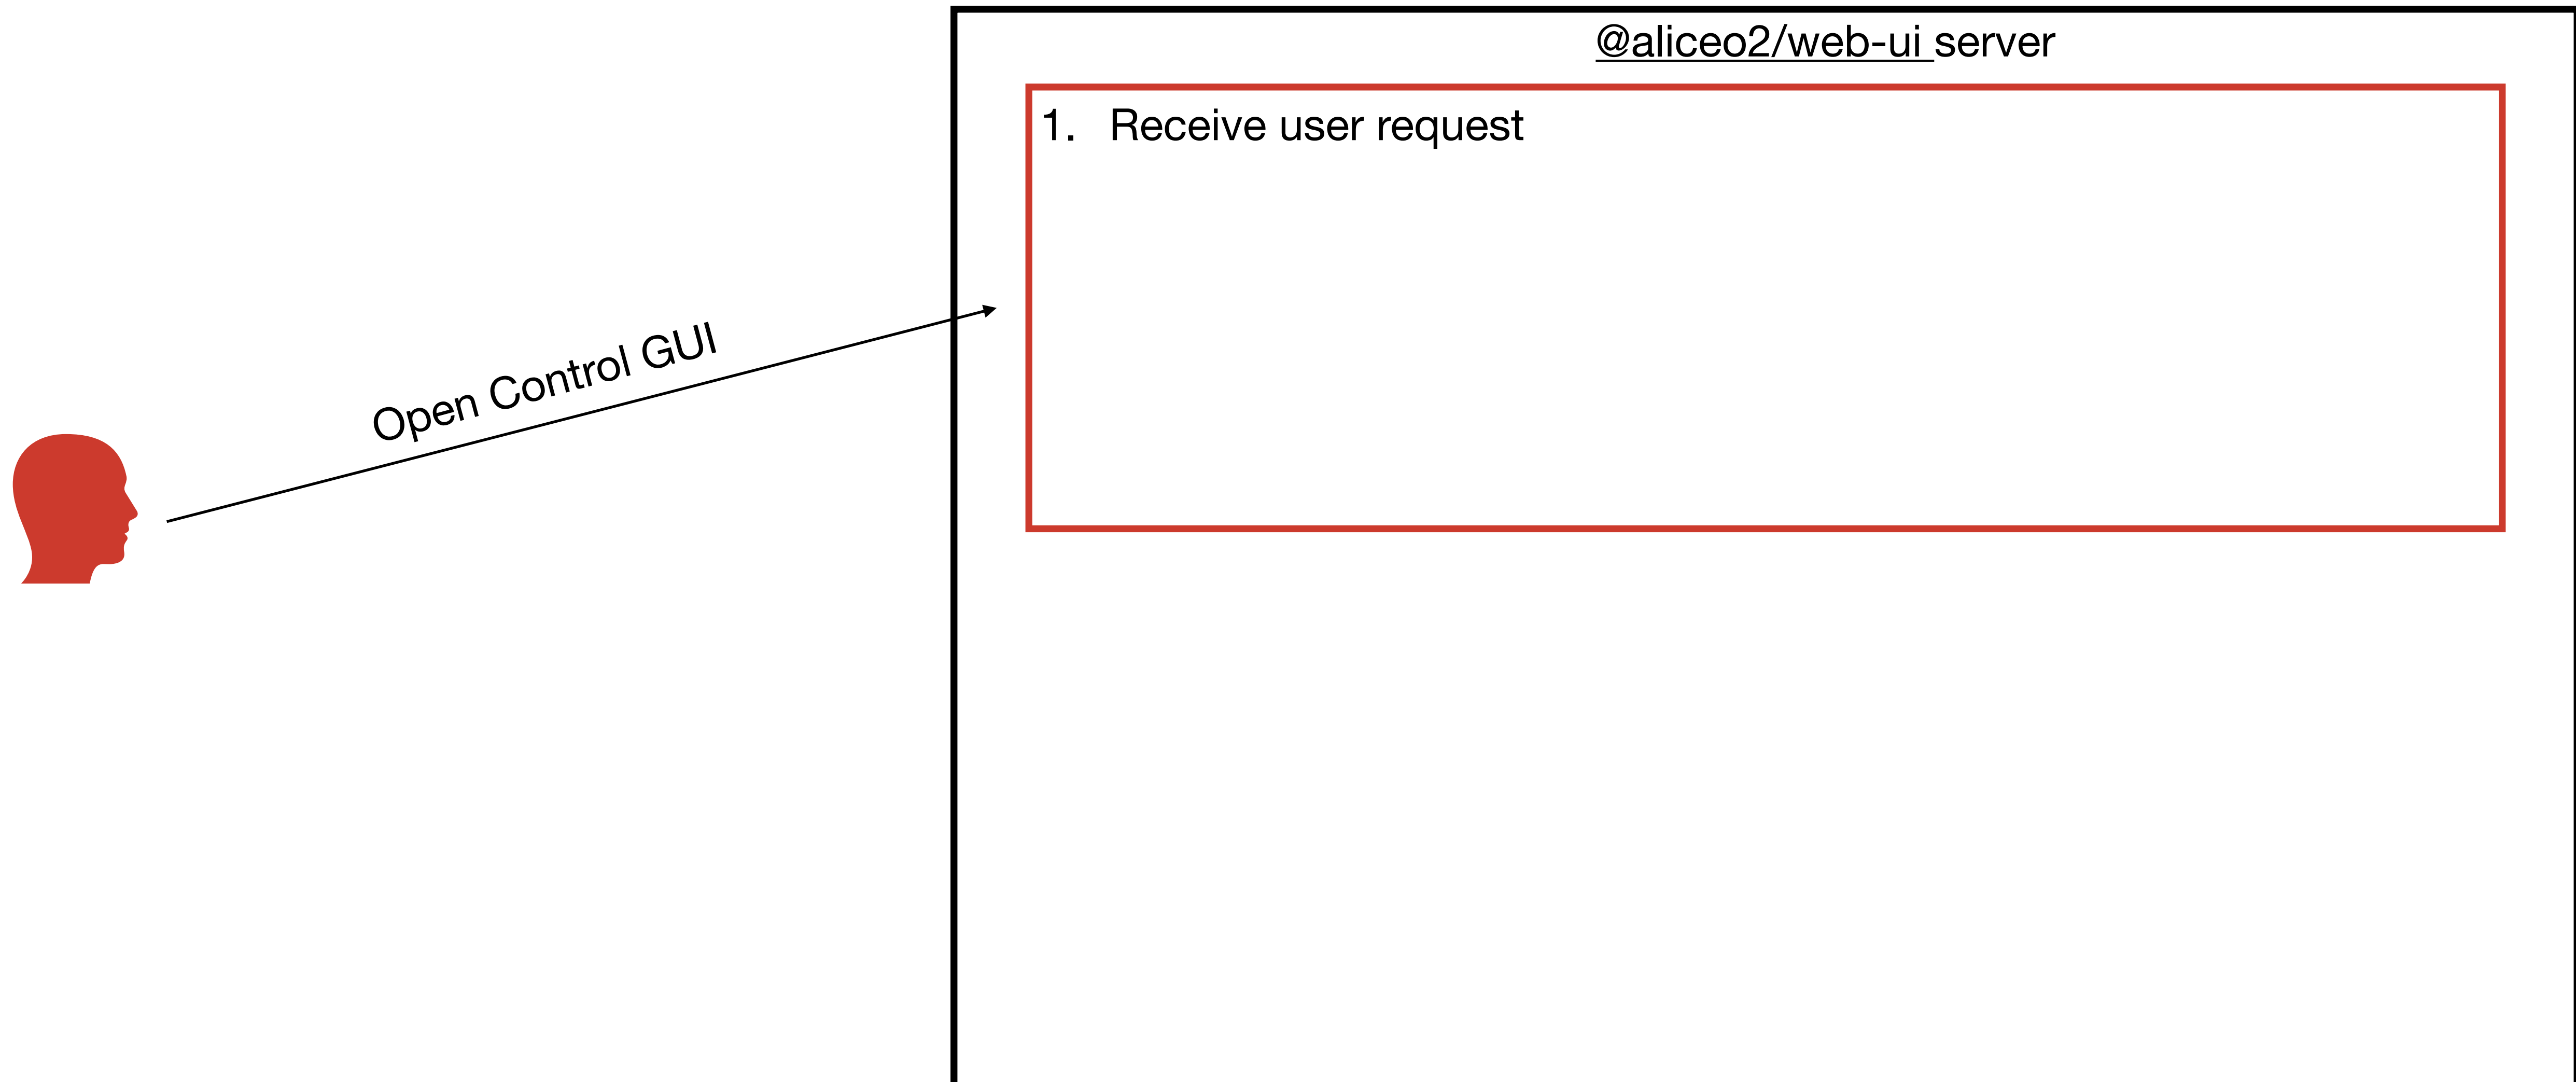 @aliceo2/web-ui server
1. Receive user request
Open Control GUI